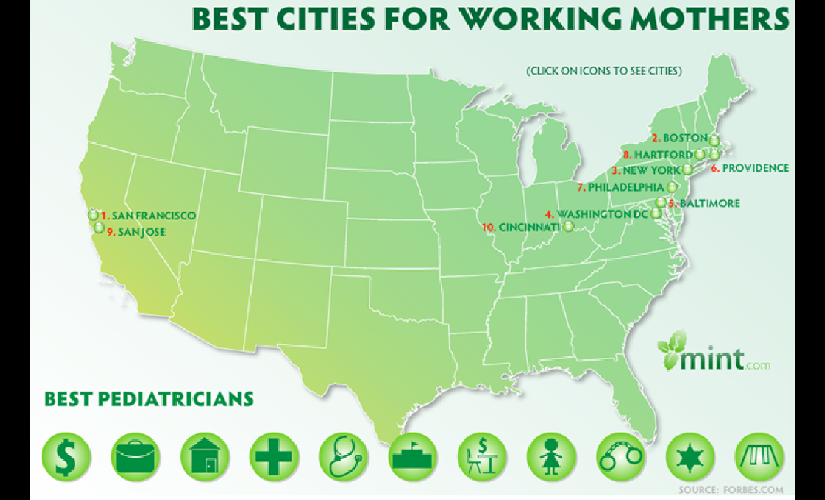 BEST CITIES FOR WORKING MOTHERS
(CLICK ON ICONS TO SEE CITIES)
2. BOSTON
8. HARTFORD
6. PROVIDENCE
3. NEW YORK
7. PHILADELPHIA
5. BALTIMORE
4. WASHINGTON DC
10. CINCINNATI
1. SAN FRANCISCO
9. SAN JOSE
mint.com
BEST PEDIATRICIANS
$
$
SOURCE: FORBES.COM